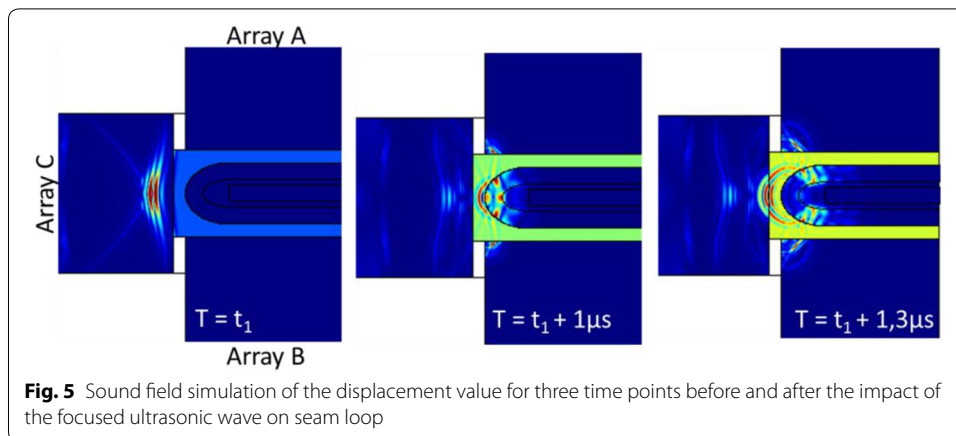 Array A
Array C
T = t₁
T = t₁ + 1μs
T = t₁ + 1,3μs
Array B
Fig. 5 Sound field simulation of the displacement value for three time points before and after the impact of
the focused ultrasonic wave on seam loop